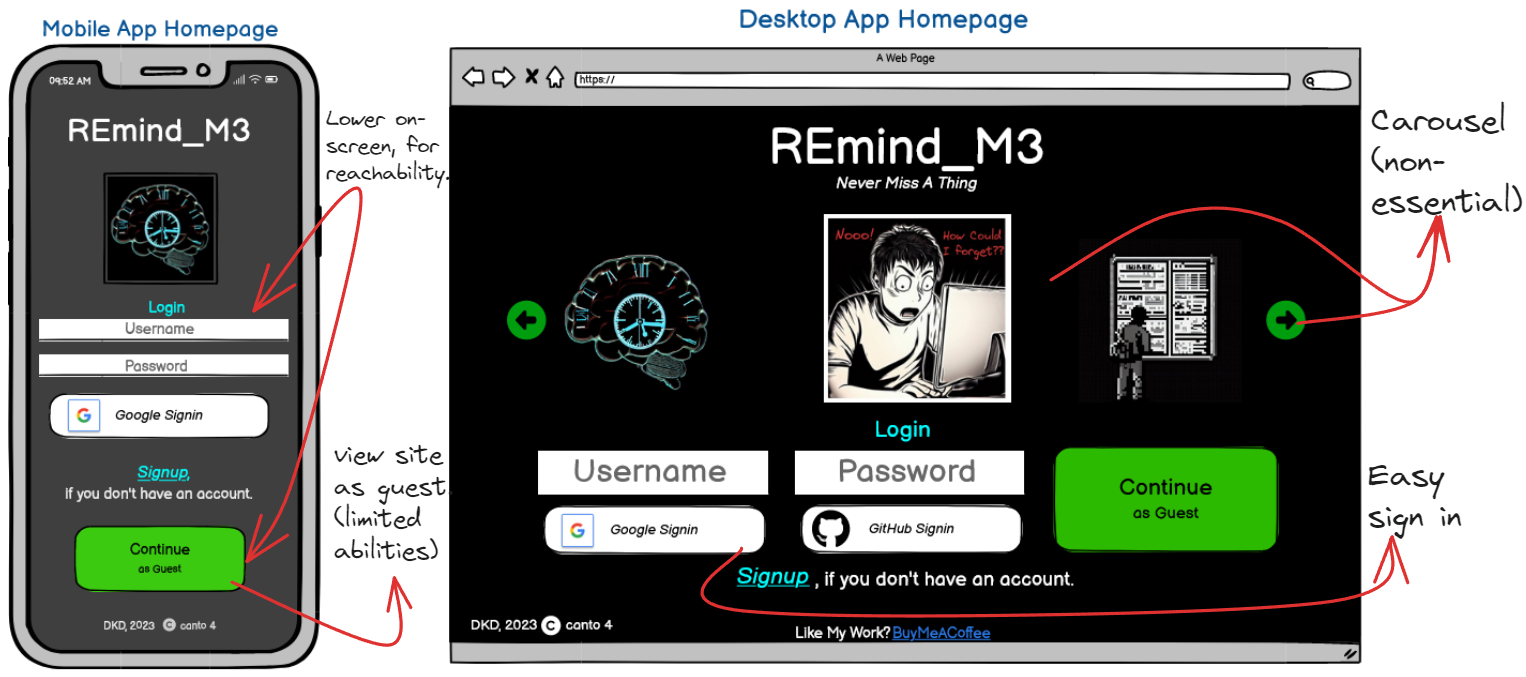 Mobile App Homepage
09:52 AM
REmind_M3
Login
Username
Password
G Google Signin
Signup,
if you don't have an account.
Continue
as Guest
DKD, 2023 C canto 4
Lower on-
screen, for
reachability.
view site
as guest.
(limited
abilities)
Desktop App Homepage
A Web Page
https://
REmind_M3
Never Miss A Thing
Nooo!
How Could
I forget??
Login
Username
Password
Continue
as Guest
G Google Signin
GitHub Signin
Signup , if you don't have an account.
DKD, 2023 C canto 4
Like My Work? BuyMeACoffee
Carousel
(non-
essential)
Easy
sign in